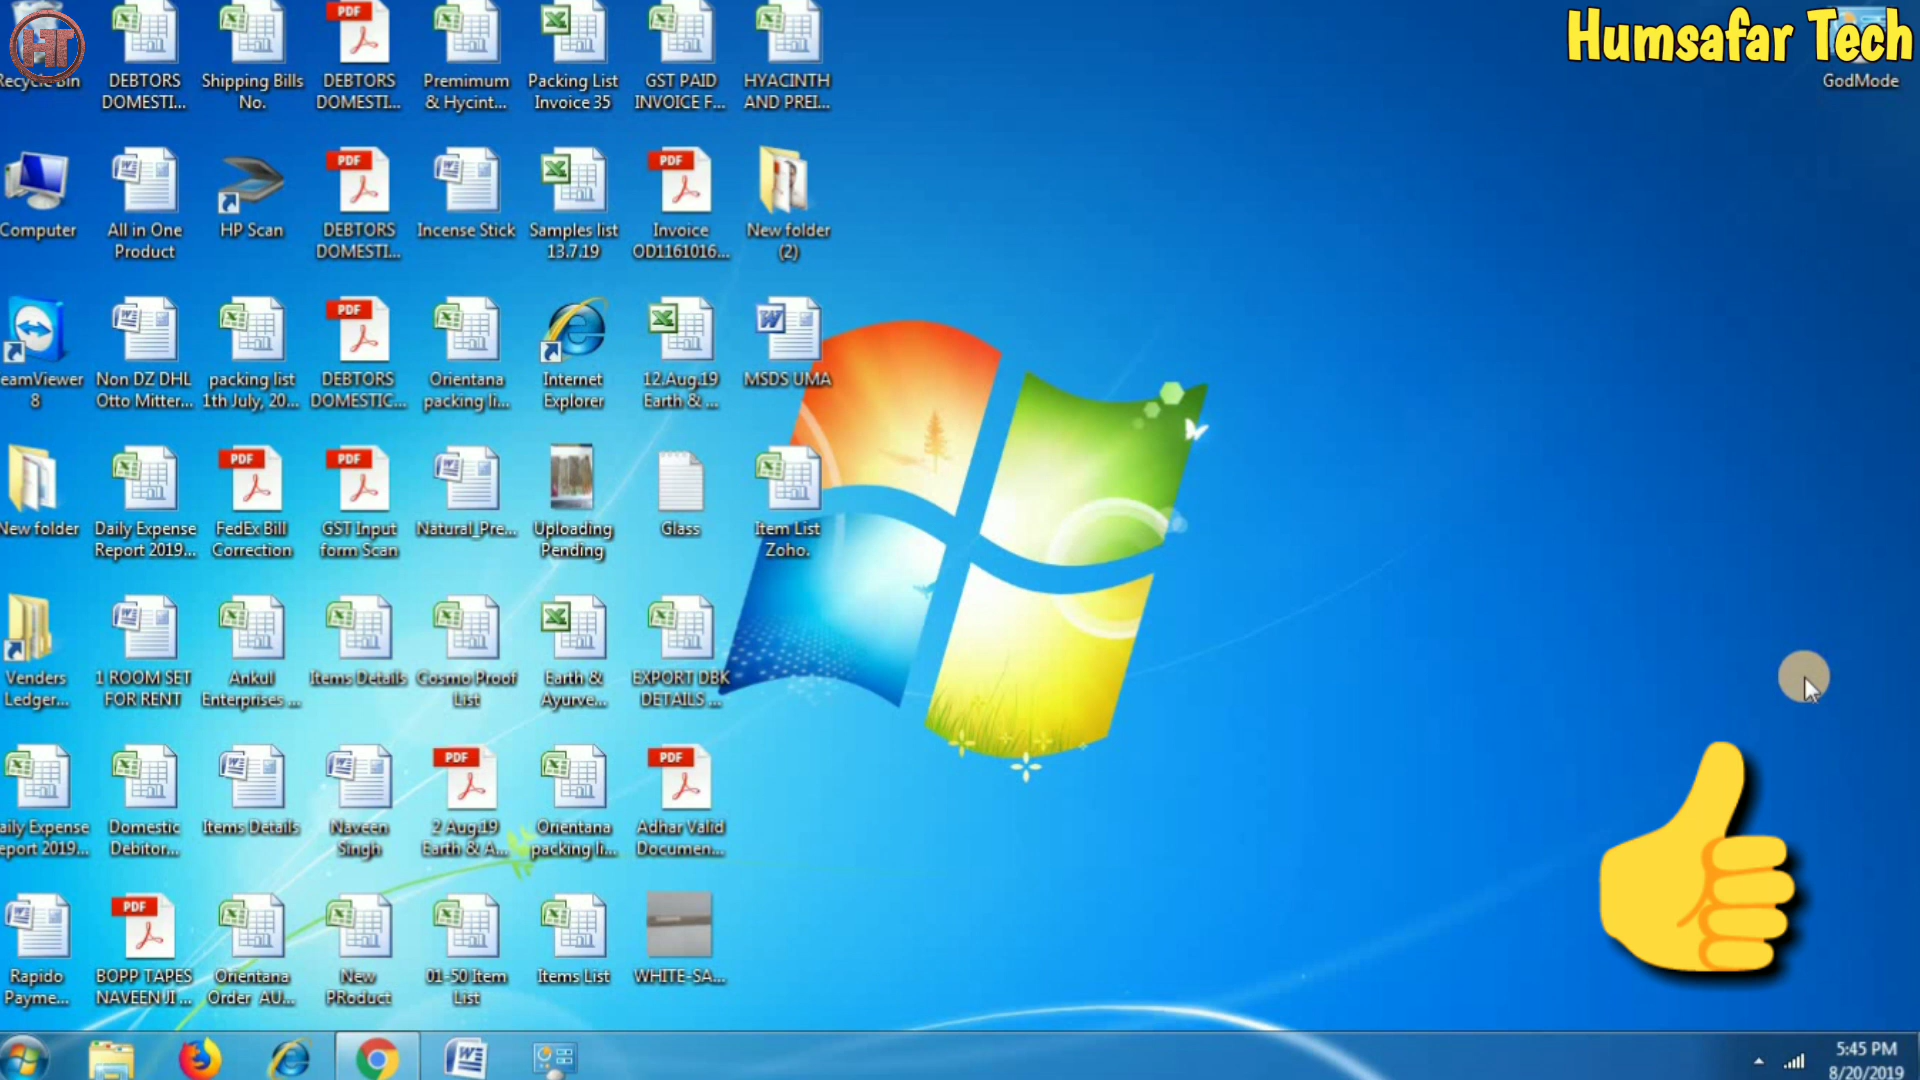 HT
Humsafar Tech
Recycle Bin
DEBTORS
DOMESTI...
Shipping Bills
No.
DEBTORS
DOMESTI...
Premimum
& Hycint...
Packing List
Invoice 35
GST PAID
INVOICE F...
HYACINTH
AND PREI...
GodMode
Computer
All in One
Product
HP Scan
DEBTORS
DOMESTI...
Incense Stick
Samples list
13.7.19
Invoice
OD1161016...
New folder
(2)
eamViewer
8
Non DZ DHL
Otto Mitter...
packing list
1th July, 20...
DEBTORS
DOMESTIC...
Orientana
packing li...
Internet
Explorer
12.Aug.19
Earth & ...
MSDS UMA
New folder
Daily Expense
Report 2019...
FedEx Bill
Correction
GST Input
form Scan
Natural_Pre...
Uploading
Pending
Glass
Item List
Zoho.
Venders
Ledger...
1 ROOM SET
FOR RENT
Ankul
Enterprises ...
Items Details
Cosmo Proof
List
Earth &
Ayurve...
EXPORT DBK
DETAILS ...
aily Expense
eport 2019...
Domestic
Debitor...
Items Details
Naveen
Singh
2 Aug.19
Earth & A...
Orientana
packing li...
Adhar Valid
Documen...
Rapido
Payme...
BOPP TAPES
NAVEEN JI ...
Orientana
Order AU...
New
PRoduct
01-50 Item
List
Items List
WHITE-SA...
5:45 PM
8/20/2019